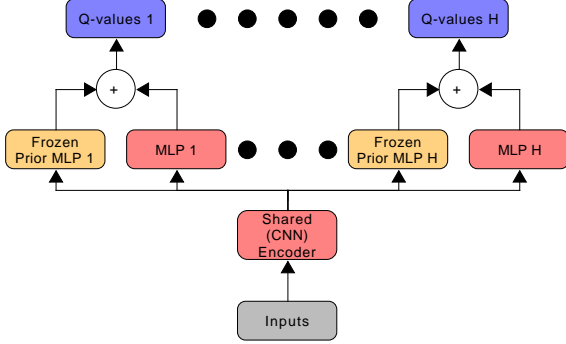 Q-values 1
Q-values H
+
+
Frozen
Prior MLP 1
MLP 1
Frozen
Prior MLP H
MLP H
Shared
(CNN)
Encoder
Inputs